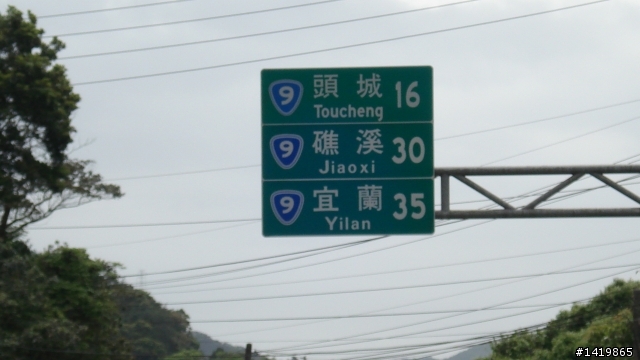 9 頭城 16
Toucheng
9 礁溪 30
Jiaoxi
9 宜蘭 35
Yilan
#1419865